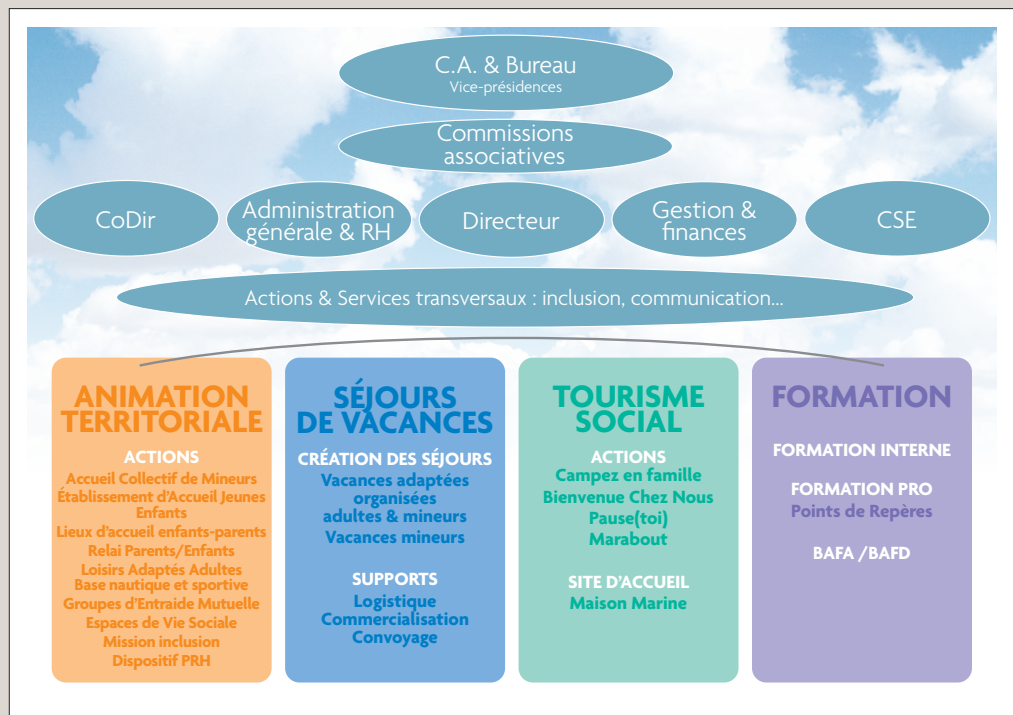 C.A. & Bureau
Vice-présidences
Commissions
associatives
CoDir
Administration
générale & RH
Directeur
Gestion &
finances
CSE
Actions & Services transversaux : inclusion, communication...
ANIMATION
TERRITORIALE
ACTIONS
Accueil Collectif de Mineurs
Établissement d'Accueil Jeunes
Enfants
Lieux d'accueil enfants-parents
Relai Parents/Enfants
Loisirs Adaptés Adultes
Base nautique et sportive
Groupes d'Entraide Mutuelle
Espaces de Vie Sociale
Mission inclusion
Dispositif PRH
SÉJOURS
DE VACANCES
CRÉATION DES SÉJOURS
Vacances adaptées
organisées
adultes & mineurs
Vacances mineurs
SUPPORTS
Logistique
Commercialisation
Convoyage
TOURISME
SOCIAL
ACTIONS
Campez en famille
Bienvenue Chez Nous
Pause(toi)
Marabout
SITE D'ACCUEIL
Maison Marine
FORMATION
FORMATION INTERNE
FORMATION PRO
Points de Repères
BAFA /BAFD